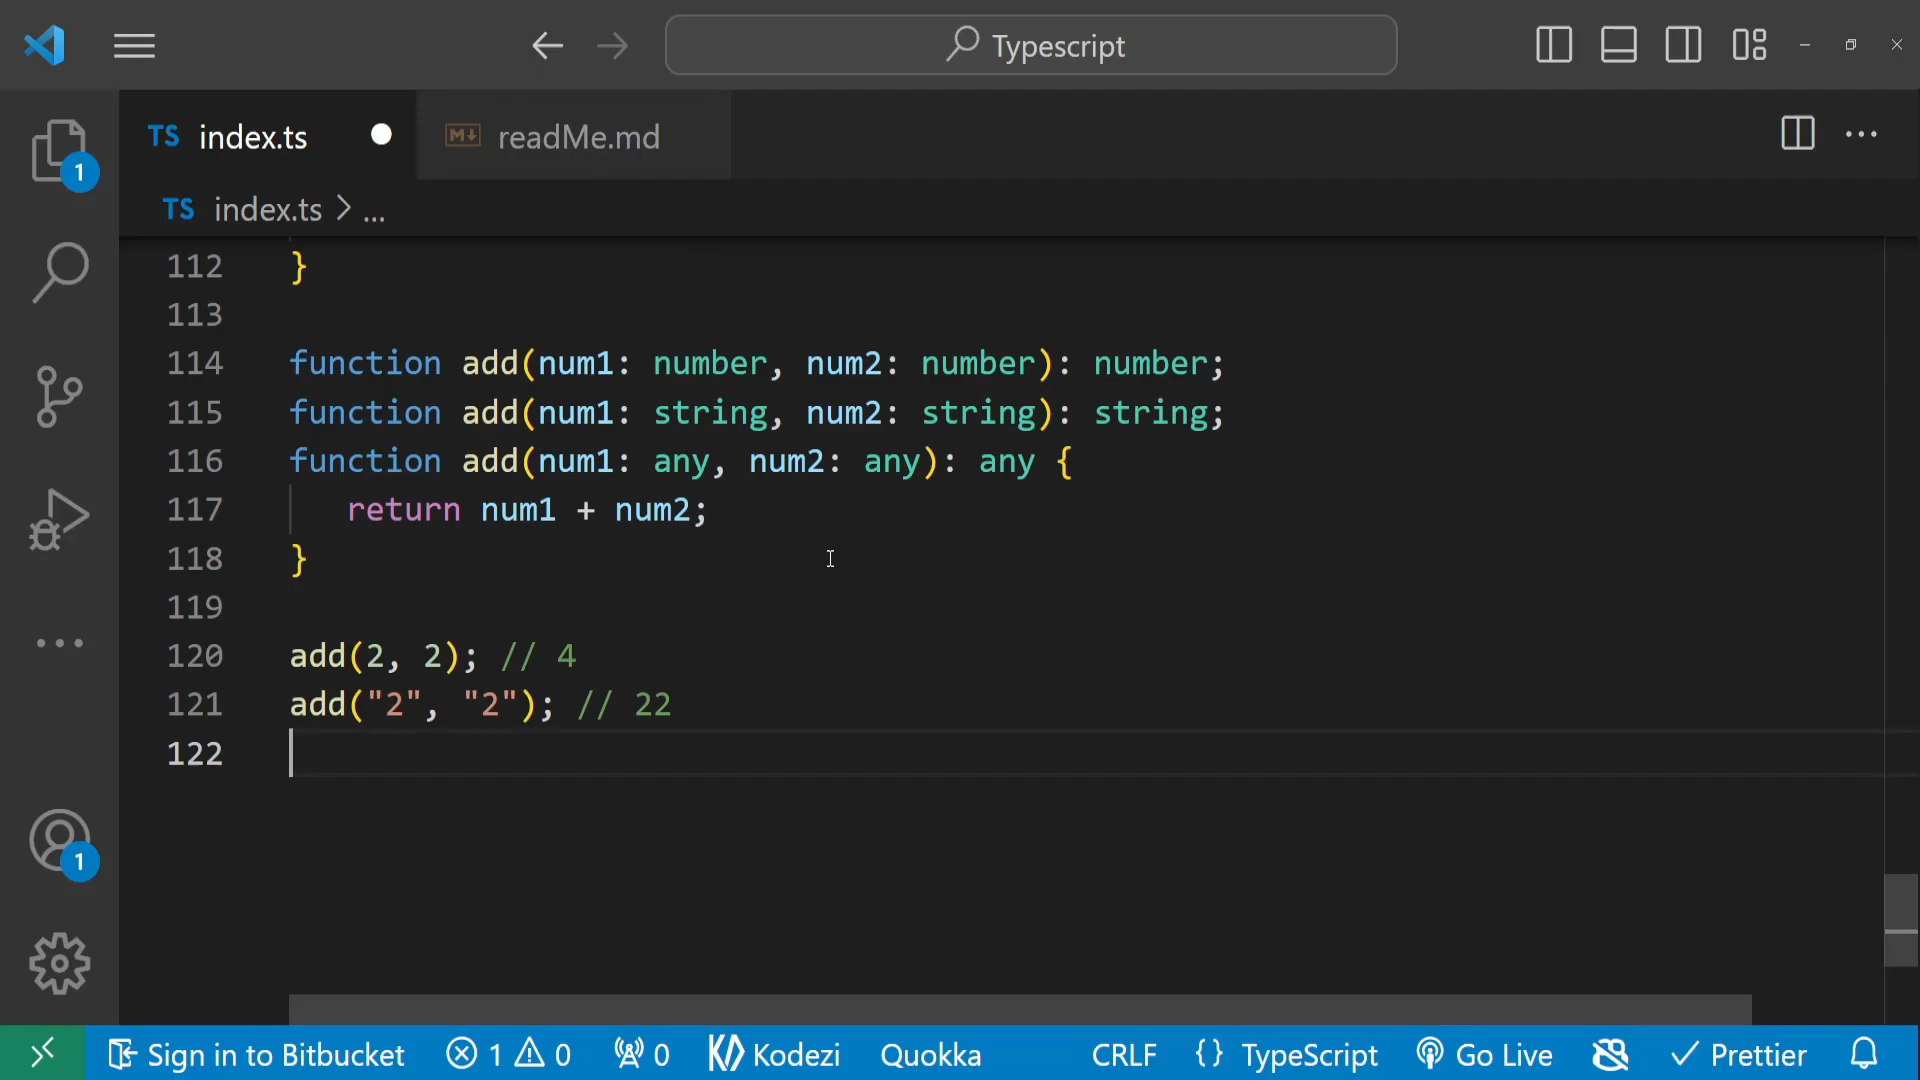 Typescript
TS index.ts
readMe.md
1
TS index.ts > ...
112 }
113
114 function add(num1: number, num2: number): number;
115 function add(num1: string, num2: string): string;
116 function add(num1: any, num2: any): any {
117 return num1 + num2;
118 }
119
120 add(2, 2); // 4
121 add("2", "2"); // 22
122
1
Sign in to Bitbucket 1 0 0 Kodezi Quokka CRLF {} TypeScript Go Live Prettier